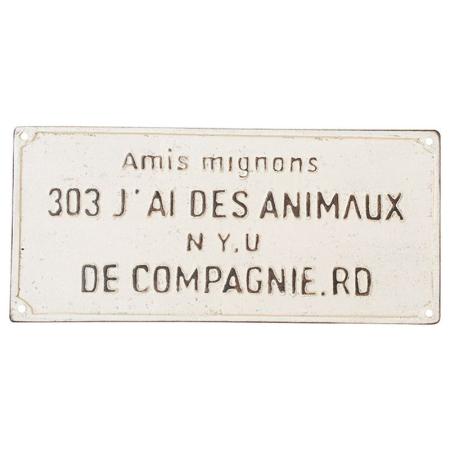 Amis mignons
303 J'AI DES ANIMAUX
N Y,U
DE COMPAGNIE.RD